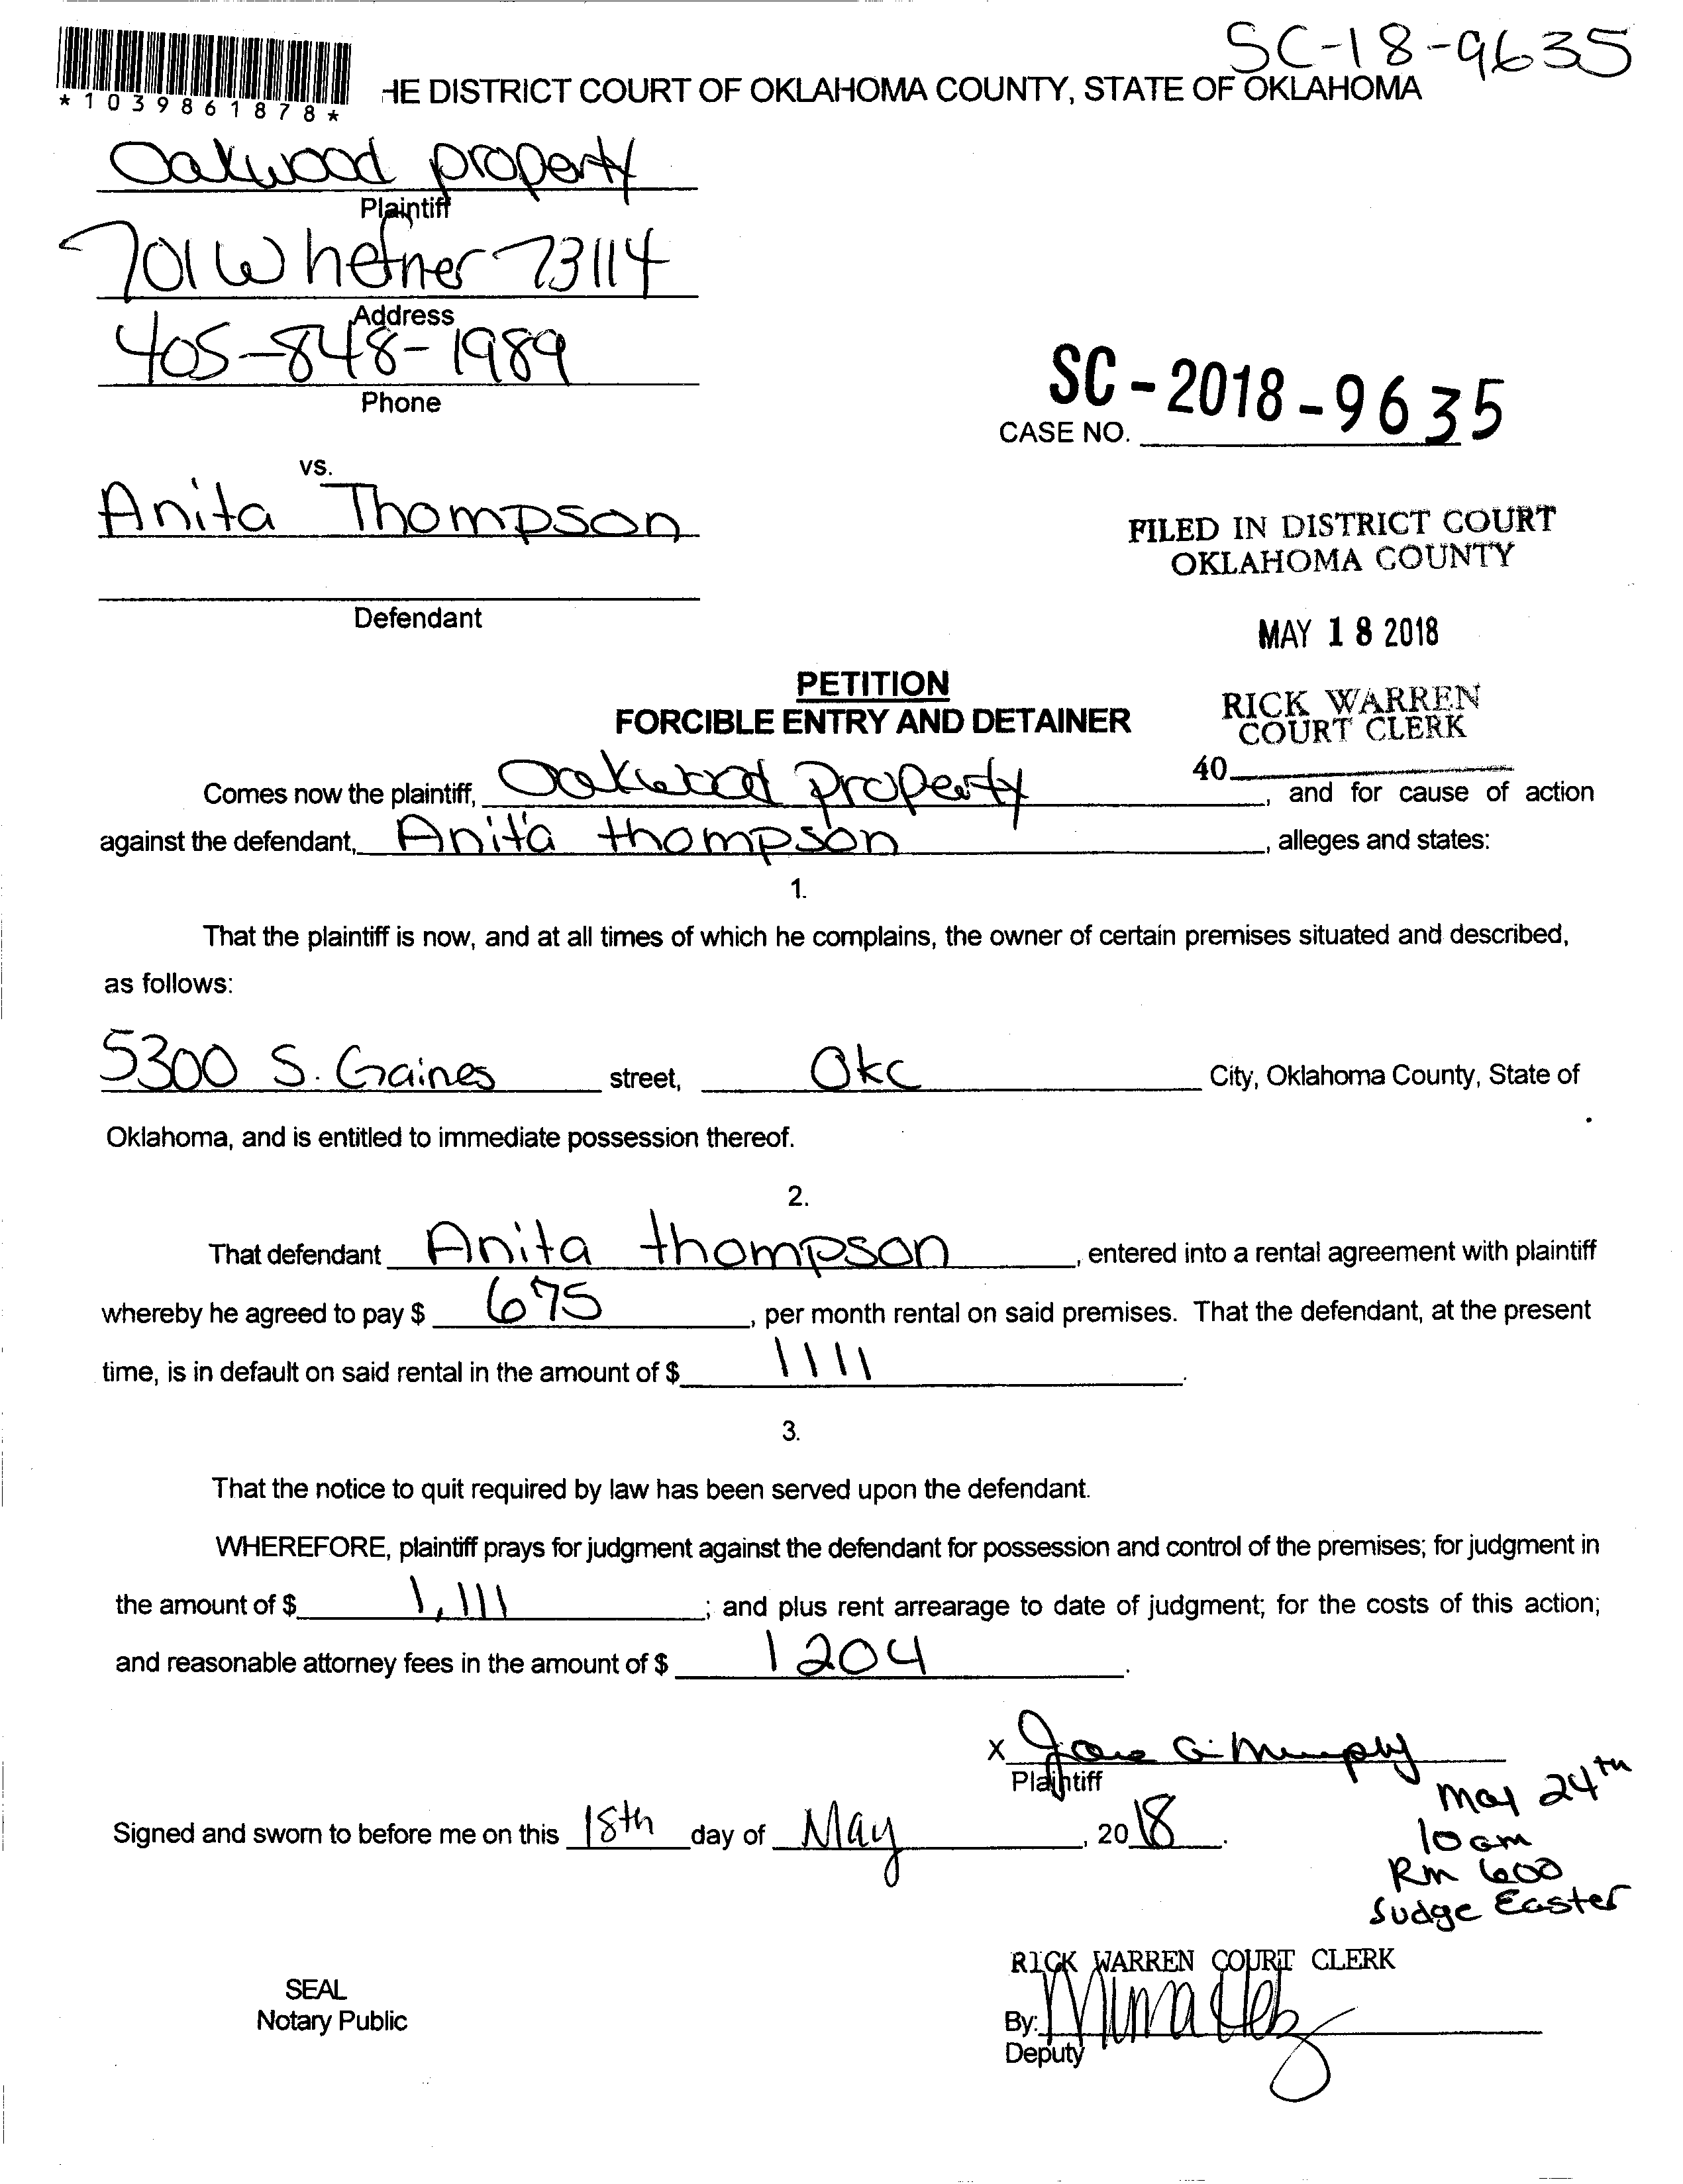 SC-18-9635
*1039861878*
HE DISTRICT COURT OF OKLAHOMA COUNTY, STATE OF OKLAHOMA
Oakwood property
Plaintiff
701 W hefner 73114
Address
405-848-1989
Phone
SC-2018-9635
CASE NO.
vs.
Anita Thompson
Defendant
FILED IN DISTRICT COURT
OKLAHOMA COUNTY
MAY 18 2018
RICK WARREN
COURT CLERK
40
PETITION
FORCIBLE ENTRY AND DETAINER
Comes now the plaintiff, Oakwood property, and for cause of action
against the defendant, Anita thompson, alleges and states:
1.
That the plaintiff is now, and at all times of which he complains, the owner of certain premises situated and described,
as follows:
5300 S. Gaines street, Okc City, Oklahoma County, State of
Oklahoma, and is entitled to immediate possession thereof.
2.
That defendant Anita thompson, entered into a rental agreement with plaintiff
whereby he agreed to pay $ 675, per month rental on said premises. That the defendant, at the present
time, is in default on said rental in the amount of $ 1111.
3.
That the notice to quit required by law has been served upon the defendant.
WHEREFORE, plaintiff prays for judgment against the defendant for possession and control of the premises; for judgment in
the amount of $ 1,111; and plus rent arrearage to date of judgment; for the costs of this action;
and reasonable attorney fees in the amount of $ 1204.
X
Plaintiff
Signed and sworn to before me on this 18th day of May, 2018.
May 24th
10am
Rm 600
Judge Easter
RICK WARREN COURT CLERK
SEAL
Notary Public
By:
Deputy